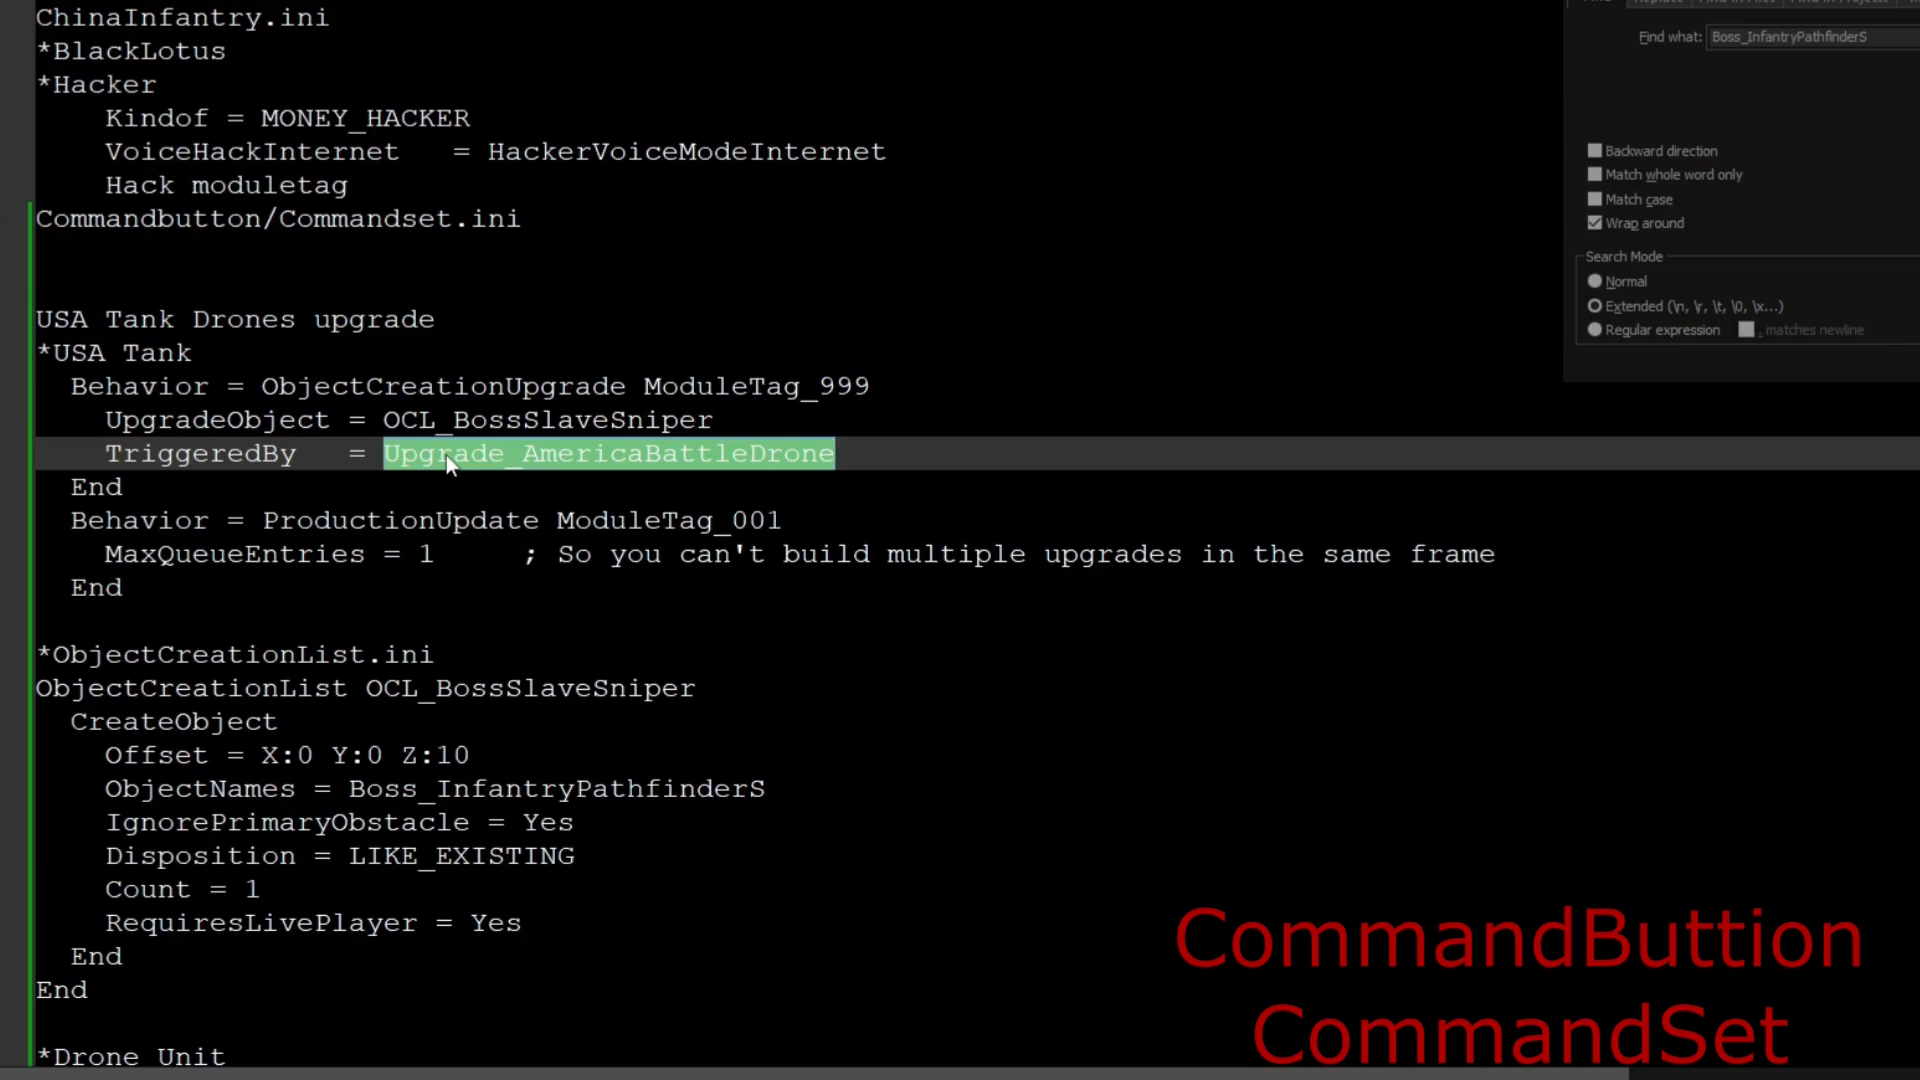 ChinaInfantry.ini
*BlackLotus
*Hacker
Kindof = MONEY_HACKER
VoiceHackInternet = HackerVoiceModeInternet
Hack moduletag
Commandbutton/Commandset.ini
USA Tank Drones upgrade
*USA Tank
Behavior = ObjectCreationUpgrade ModuleTag_999
UpgradeObject = OCL_BossSlaveSniper
TriggeredBy = Upgrade_AmericaBattleDrone
End
Behavior = ProductionUpdate ModuleTag_001
MaxQueueEntries = 1 ; So you can't build multiple upgrades in the same frame
End
*ObjectCreationList.ini
ObjectCreationList OCL_BossSlaveSniper
CreateObject
Offset = X:0 Y:0 Z:10
ObjectNames = Boss_InfantryPathfinderS
IgnorePrimaryObstacle = Yes
Disposition = LIKE_EXISTING
Count = 1
RequiresLivePlayer = Yes
End
End
*Drone Unit
Find what: Boss_InfantryPathfinderS
Backward direction
Match whole word only
Match case
Wrap around
Search Mode
Normal
Extended (\n, \r, \t, \0, \x...)
Regular expression . matches newline
CommandButtion
CommandSet